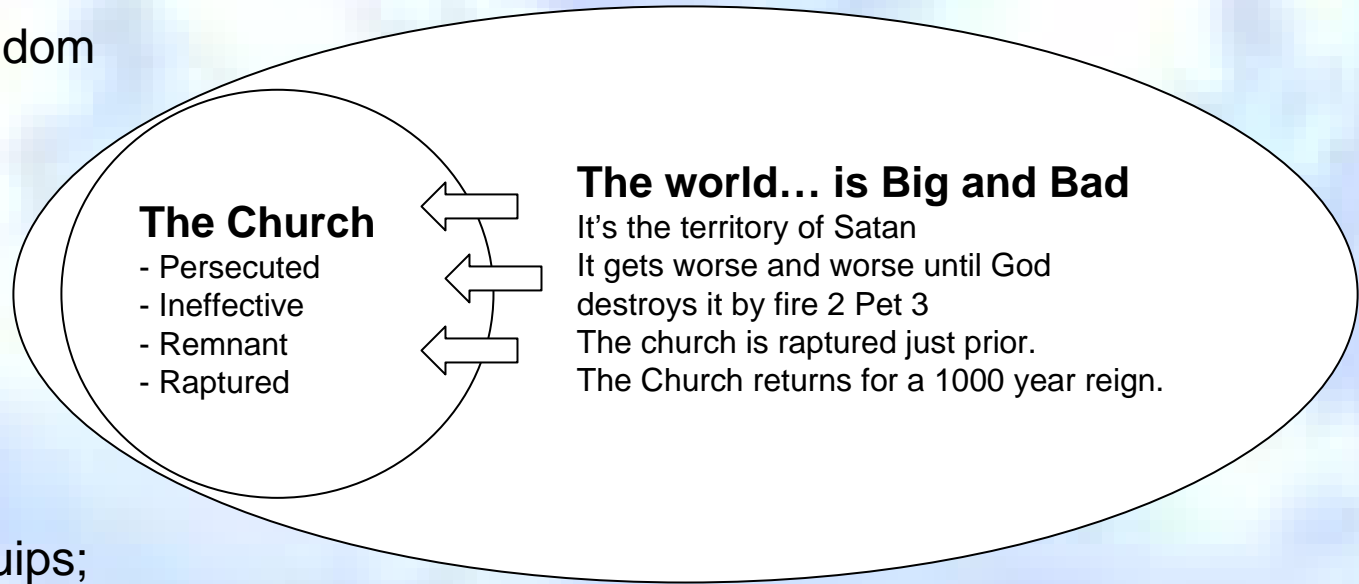 dom
The Church
- Persecuted
- Ineffective
- Remnant
- Raptured
The world… is Big and Bad
It's the territory of Satan
It gets worse and worse until God
destroys it by fire 2 Pet 3
The church is raptured just prior.
The Church returns for a 1000 year reign.
uips;